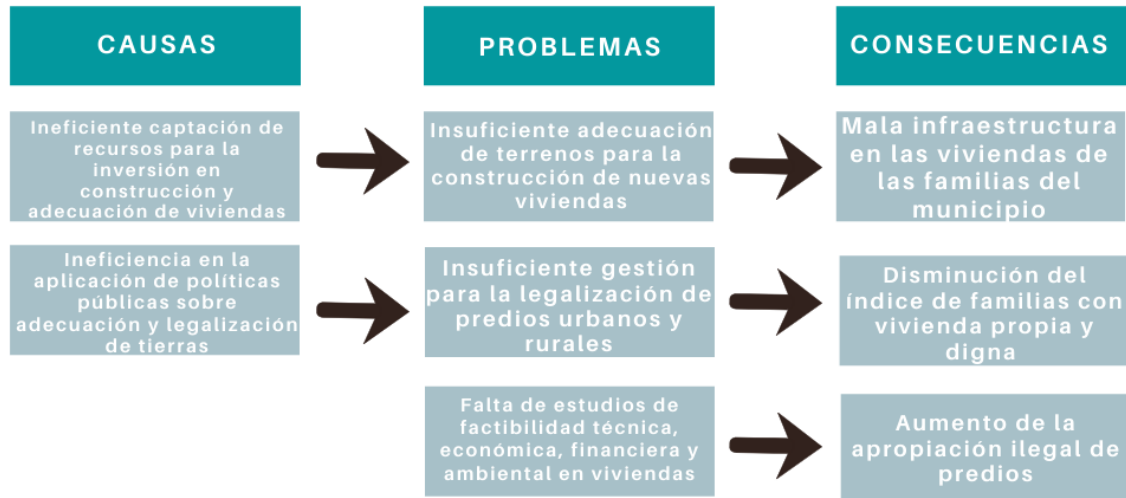 CAUSAS
PROBLEMAS
CONSECUENCIAS
Ineficiente captación de
recursos para la
inversión en
construcción y
adecuación de viviendas
Insuficiente adecuación
de terrenos para la
construcción de nuevas
viviendas
Mala infraestructura
en las viviendas de
las familias del
municipio
Ineficiencia en la
aplicación de políticas
públicas sobre
adecuación y legalización
de tierras
Insuficiente gestión
para la legalización de
predios urbanos y
rurales
Disminución del
índice de familias con
vivienda propia y
digna
Falta de estudios de
factibilidad técnica,
económica, financiera y
ambiental en viviendas
Aumento de la
apropiación ilegal de
predios